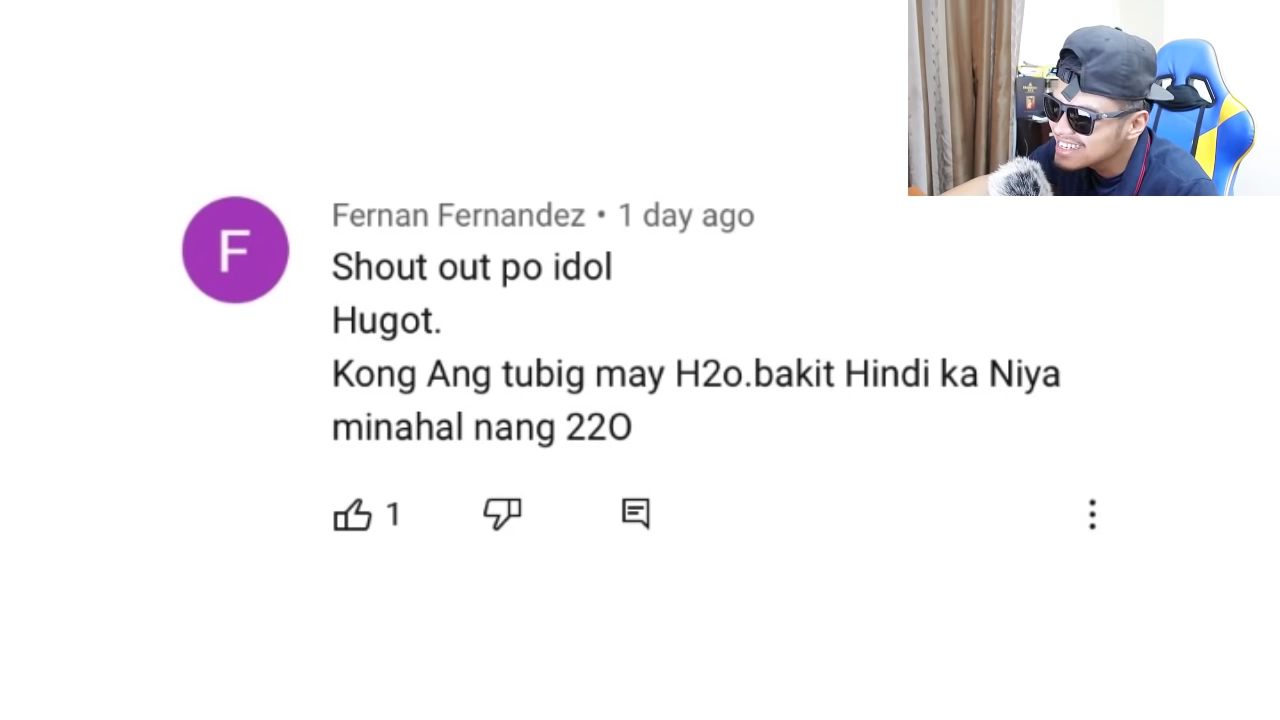 F
Fernan Fernandez • 1 day ago
Shout out po idol
Hugot.
Kong Ang tubig may H2o.bakit Hindi ka Niya
minahal nang 22O
1